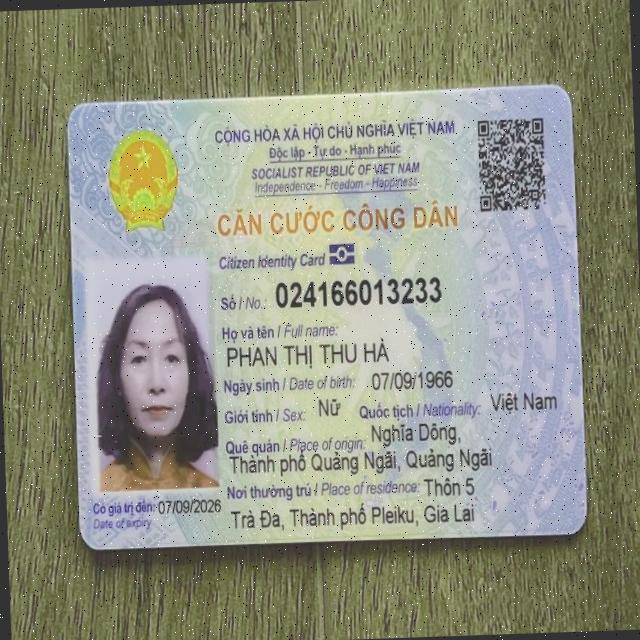 CỘNG HÒA XÃ HỘI CHỦ NGHĨA VIỆT NAM
Độc lập - Tự do - Hạnh phúc
SOCIALIST REPUBLIC OF VIET NAM
Independence - Freedom - Happiness
CĂN CƯỚC CÔNG DÂN
Citizen Identity Card
Số / No.: 024166013233
Họ và tên / Full name:
PHAN THỊ THU HÀ
Ngày sinh / Date of birth: 07/09/1966
Giới tính / Sex: Nữ Quốc tịch / Nationality: Việt Nam
Quê quán / Place of origin: Nghĩa Dõng,
Thành phố Quảng Ngãi, Quảng Ngãi
Nơi thường trú / Place of residence: Thôn 5
Trà Đa, Thành phố Pleiku, Gia Lai
Có giá trị đến: 07/09/2026
Date of expiry